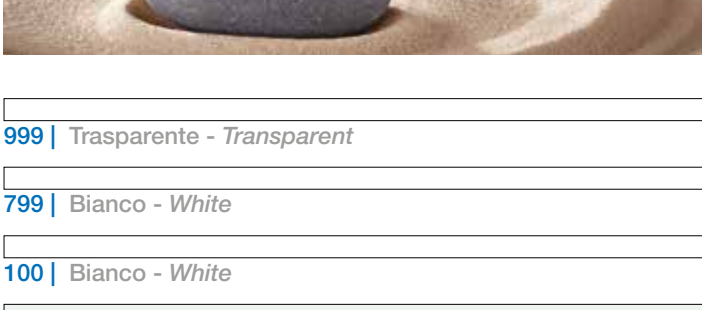 999 | Trasparente - Transparent
799 | Bianco - White
100 | Bianco - White